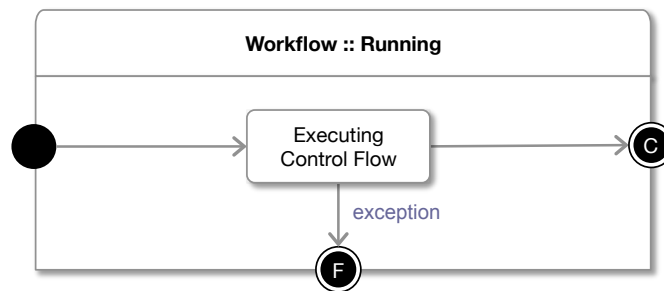 Workflow :: Running
Executing
Control Flow
C
exception
F